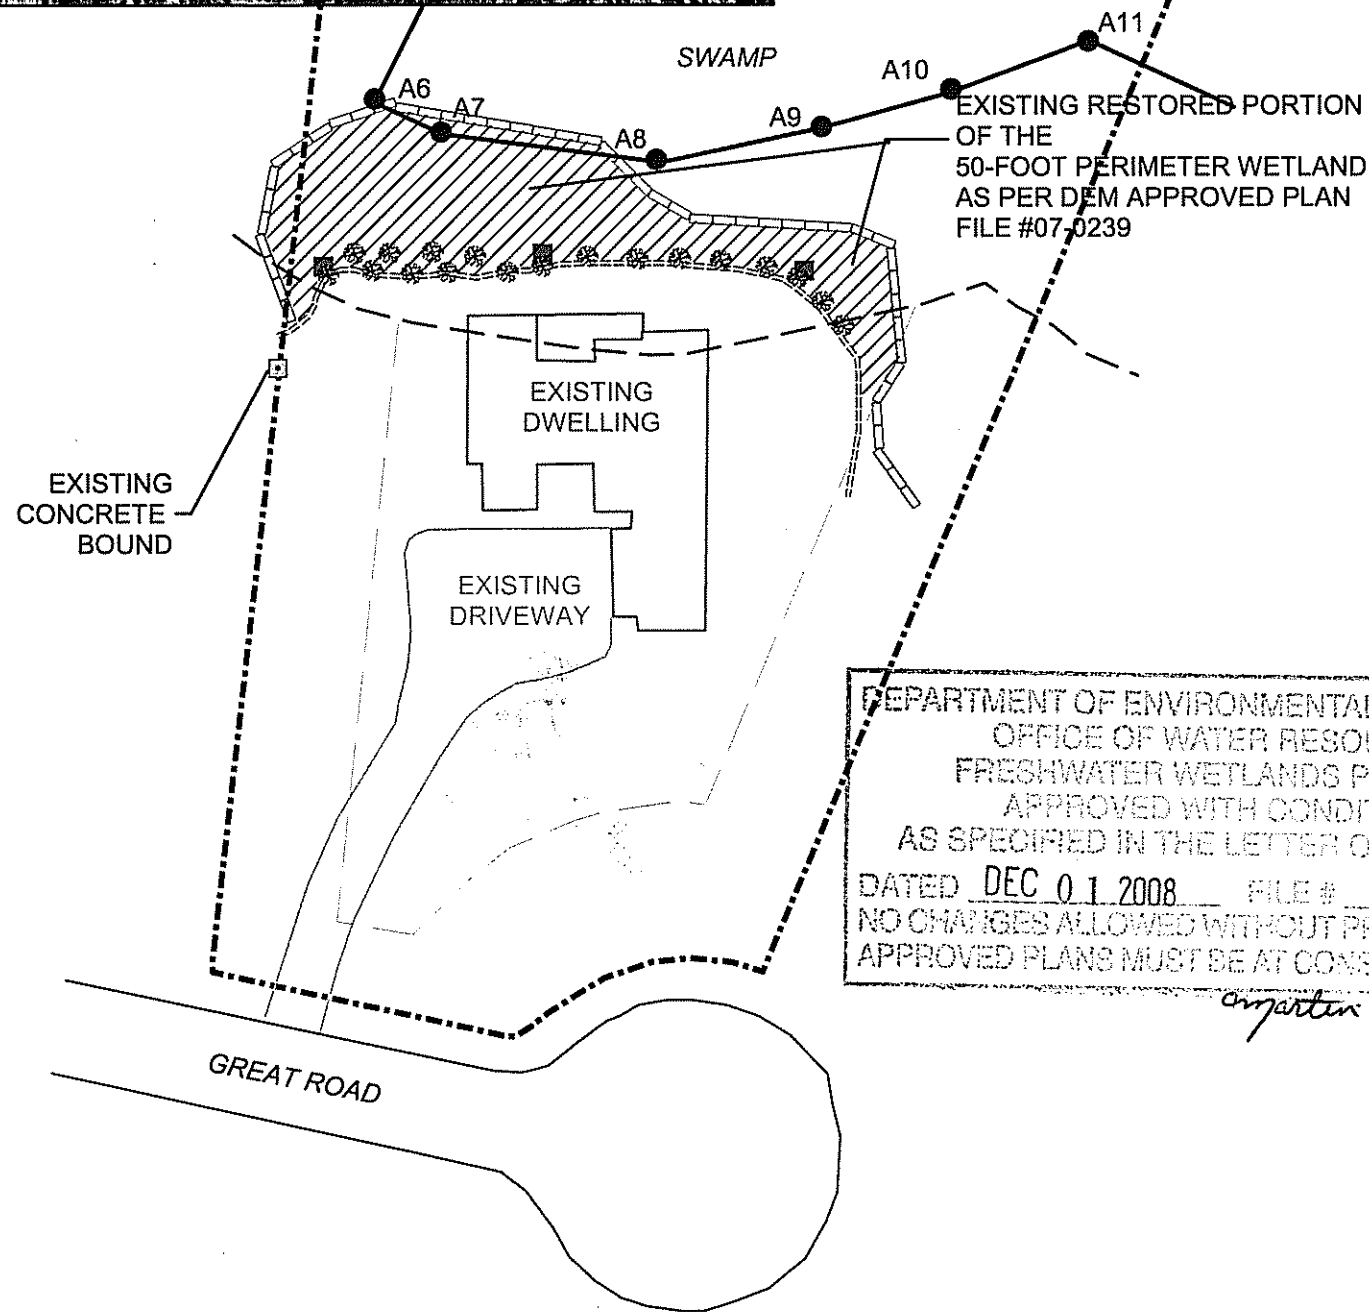 A11
SWAMP
A10
A6
A7
A9
A8
EXISTING RESTORED PORTION
OF THE
50-FOOT PERIMETER WETLAND
AS PER DEM APPROVED PLAN
FILE #07-0239
EXISTING
DWELLING
EXISTING
CONCRETE
BOUND
EXISTING
DRIVEWAY
DEPARTMENT OF ENVIRONMENTAL
OFFICE OF WATER
FRESHWATER WETLANDS
APPROVED WITH
AS SPECIFIED IN THE LETTER
DATED DEC 01 2008 FILE #
NO CHANGES ALLOWED WITHOUT
APPROVED PLANS MUST BE AT
GREAT ROAD